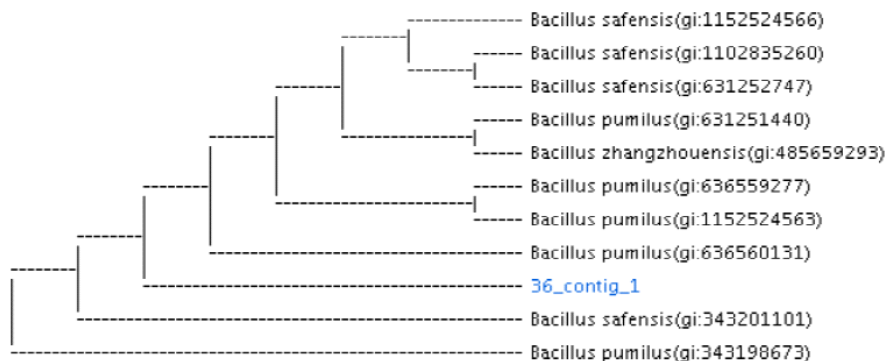 Bacillus safensis(gi:1152524566)
Bacillus safensis(gi:1102835260)
Bacillus safensis(gi:631252747)
Bacillus pumilus(gi:631251440)
Bacillus zhangzhouensis(gi:485659293)
Bacillus pumilus(gi:636559277)
Bacillus pumilus(gi:1152524563)
Bacillus pumilus(gi:636560131)
36_contig_1
Bacillus safensis(gi:343201101)
Bacillus pumilus(gi:343198673)